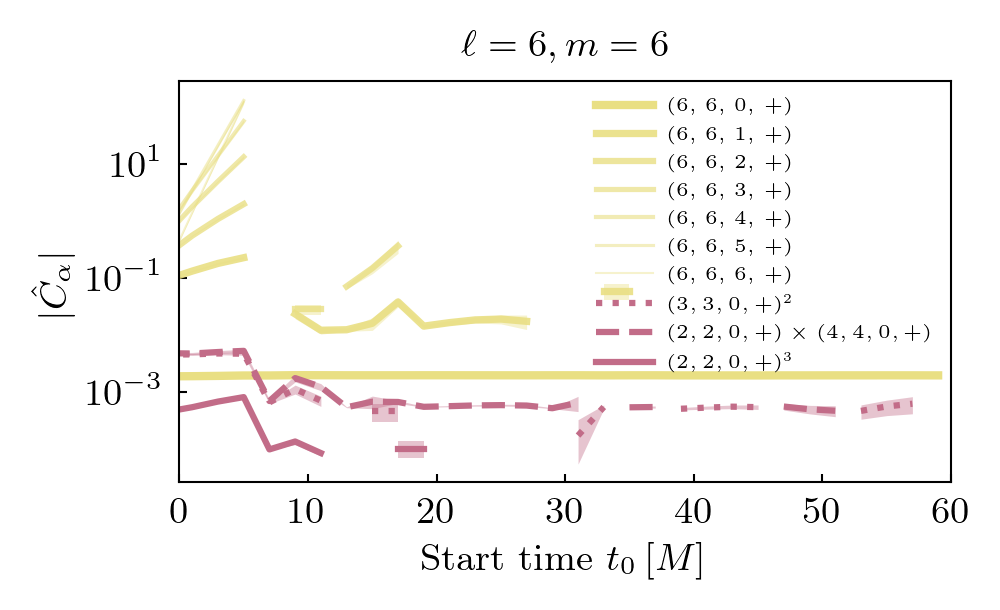 ℓ = 6, m = 6
|Ĉ_α|
10^1
10^{-1}
10^{-3}
(6, 6, 0, +)
(6, 6, 1, +)
(6, 6, 2, +)
(6, 6, 3, +)
(6, 6, 4, +)
(6, 6, 5, +)
(6, 6, 6, +)
(3, 3, 0, +)^2
(2, 2, 0, +) × (4, 4, 0, +)
(2, 2, 0, +)^3
0 10 20 30 40 50 60
Start time t_0 [M]